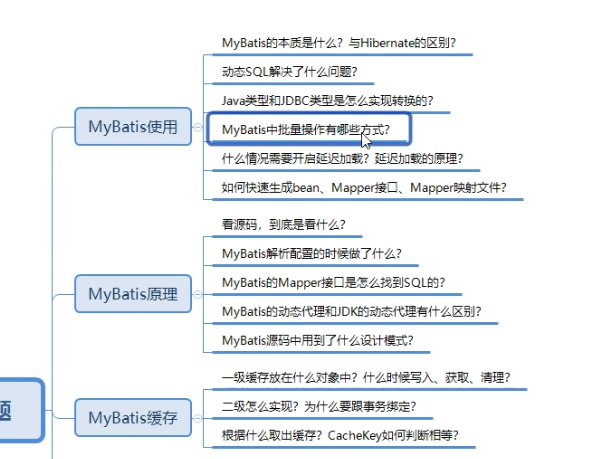 MyBatis的本质是什么？与Hibernate的区别？
动态SQL解决了什么问题？
Java类型和JDBC类型是怎么实现转换的？
MyBatis使用
MyBatis中批量操作有哪些方式？
什么情况需要开启延迟加载？延迟加载的原理？
如何快速生成bean、Mapper接口、Mapper映射文件？
看源码，到底是看什么？
MyBatis解析配置的时候做了什么？
MyBatis原理
MyBatis的Mapper接口是怎么找到SQL的？
MyBatis的动态代理和JDK的动态代理有什么区别？
MyBatis源码中用到了什么设计模式？
一级缓存放在什么对象中？什么时候写入、获取、清理？
题
MyBatis缓存
二级怎么实现？为什么要跟事务绑定？
根据什么取出缓存？CacheKey如何判断相等？